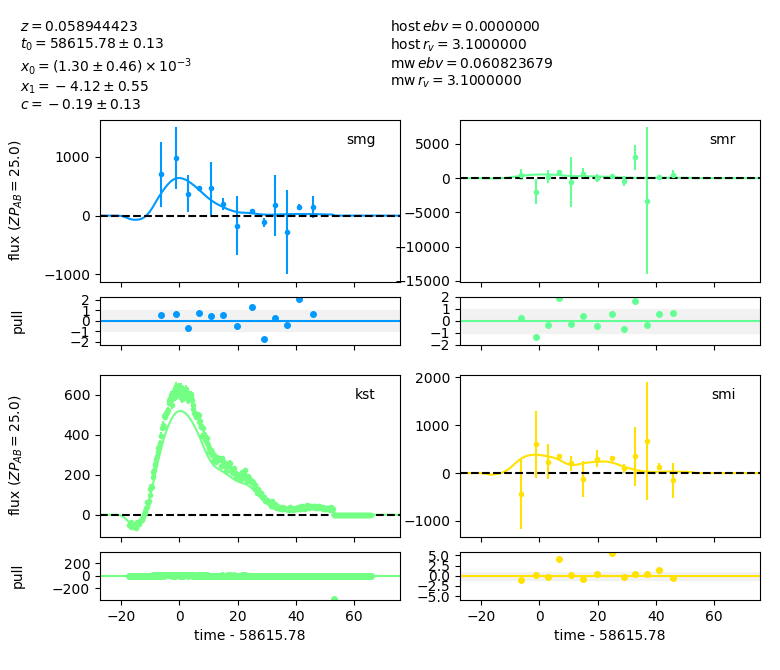 z = 0.058944423
t₀ = 58615.78 ± 0.13
x₀ = (1.30 ± 0.46) × 10⁻³
x₁ = −4.12 ± 0.55
c = −0.19 ± 0.13
host ebv = 0.0000000
host r_v = 3.1000000
mw ebv = 0.060823679
mw r_v = 3.1000000
flux (ZP_AB = 25.0)
1000
0
−1000
smg
5000
0
−5000
−10000
−15000
smr
pull
2
1
0
−1
−2
2
1
0
−1
−2
flux (ZP_AB = 25.0)
600
400
200
0
kst
2000
1000
0
−1000
smi
pull
200
0
−200
5.0
2.5
0.0
−2.5
−5.0
−20 0 20 40 60
−20 0 20 40 60
time - 58615.78
time - 58615.78